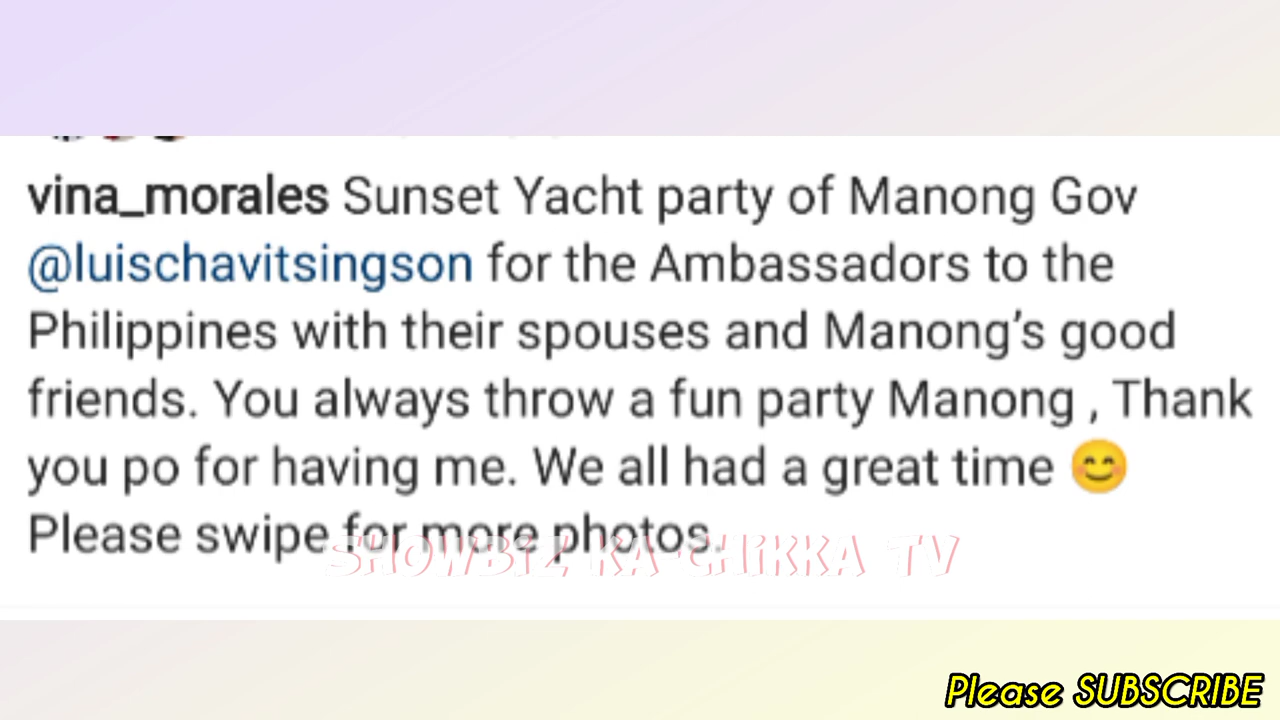 vina_morales Sunset Yacht party of Manong Gov
@luischavitsingson for the Ambassadors to the
Philippines with their spouses and Manong’s good
friends. You always throw a fun party Manong , Thank
you po for having me. We all had a great time 😊
Please swipe for more photos.
SHOWBIZ KA-CHIKKA TV
Please SUBSCRIBE